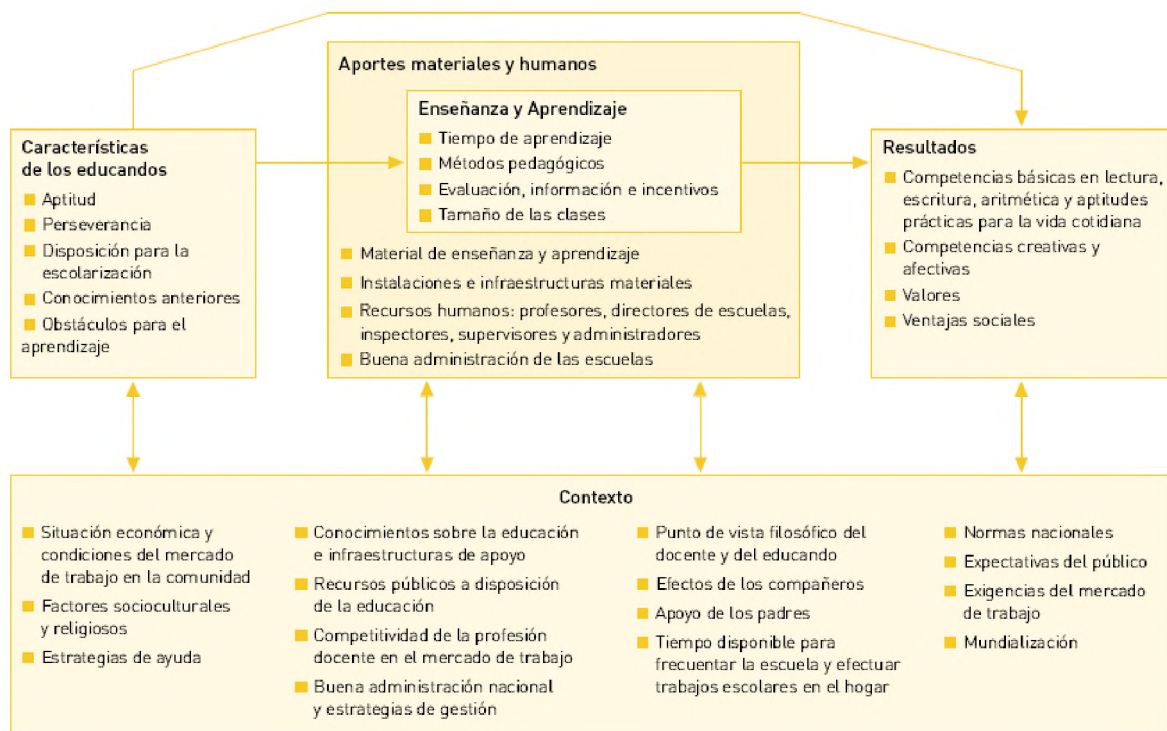 Aportes materiales y humanos
Enseñanza y Aprendizaje
■ Tiempo de aprendizaje
■ Métodos pedagógicos
■ Evaluación, información e incentivos
■ Tamaño de las clases
■ Material de enseñanza y aprendizaje
■ Instalaciones e infraestructuras materiales
■ Recursos humanos: profesores, directores de escuelas,
inspectores, supervisores y administradores
■ Buena administración de las escuelas
Características
de los educandos
■ Aptitud
■ Perseverancia
■ Disposición para la
escolarización
■ Conocimientos anteriores
■ Obstáculos para el
aprendizaje
Resultados
■ Competencias básicas en lectura,
escritura, aritmética y aptitudes
prácticas para la vida cotidiana
■ Competencias creativas y
afectivas
■ Valores
■ Ventajas sociales
Contexto
■ Situación económica y
condiciones del mercado
de trabajo en la comunidad
■ Factores socioculturales
y religiosos
■ Estrategias de ayuda
■ Conocimientos sobre la educación
e infraestructuras de apoyo
■ Recursos públicos a disposición
de la educación
■ Competitividad de la profesión
docente en el mercado de trabajo
■ Buena administración nacional
y estrategias de gestión
■ Punto de vista filosófico del
docente y del educando
■ Efectos de los compañeros
■ Apoyo de los padres
■ Tiempo disponible para
frecuentar la escuela y efectuar
trabajos escolares en el hogar
■ Normas nacionales
■ Expectativas del público
■ Exigencias del mercado
de trabajo
■ Mundialización